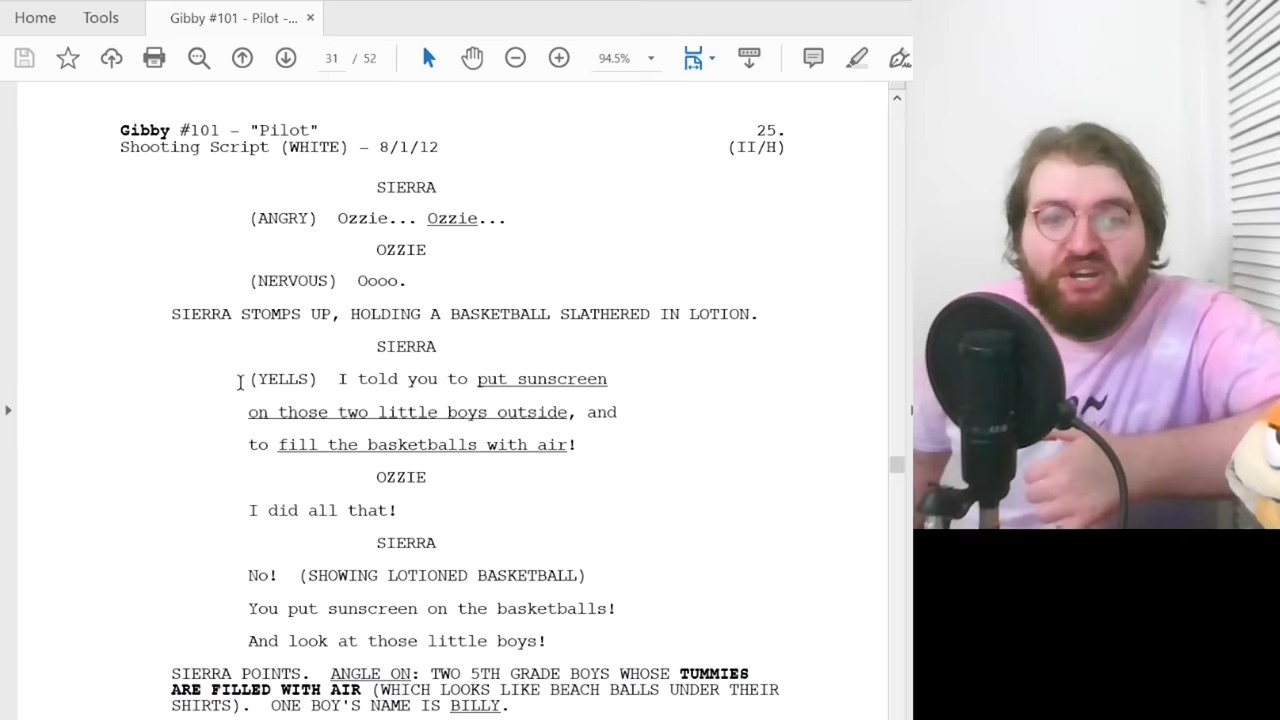 Home Tools Gibby #101 - Pilot -... ×
31 / 52 94.5%
Gibby #101 – "Pilot" 25.
Shooting Script (WHITE) – 8/1/12 (II/H)
SIERRA
(ANGRY) Ozzie... Ozzie...
OZZIE
(NERVOUS) Oooo.
SIERRA STOMPS UP, HOLDING A BASKETBALL SLATHERED IN LOTION.
SIERRA
(YELLS) I told you to put sunscreen
on those two little boys outside, and
to fill the basketballs with air!
OZZIE
I did all that!
SIERRA
No! (SHOWING LOTIONED BASKETBALL)
You put sunscreen on the basketballs!
And look at those little boys!
SIERRA POINTS. ANGLE ON: TWO 5TH GRADE BOYS WHOSE TUMMIES
ARE FILLED WITH AIR (WHICH LOOKS LIKE BEACH BALLS UNDER THEIR
SHIRTS). ONE BOY'S NAME IS BILLY.